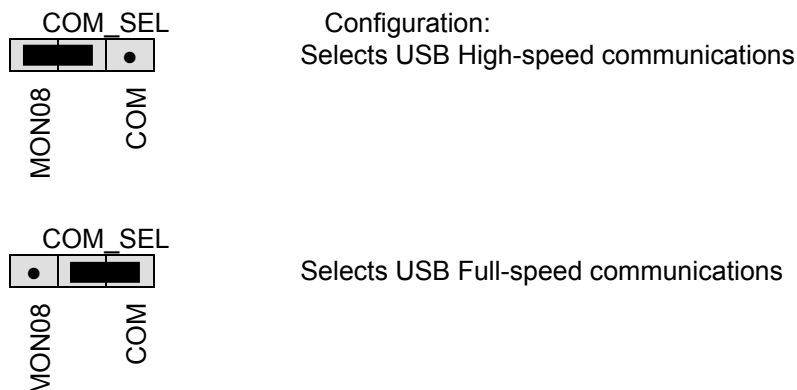 COM_SEL Configuration:
Selects USB High-speed communications
MON08
COM
COM_SEL
Selects USB Full-speed communications
MON08
COM